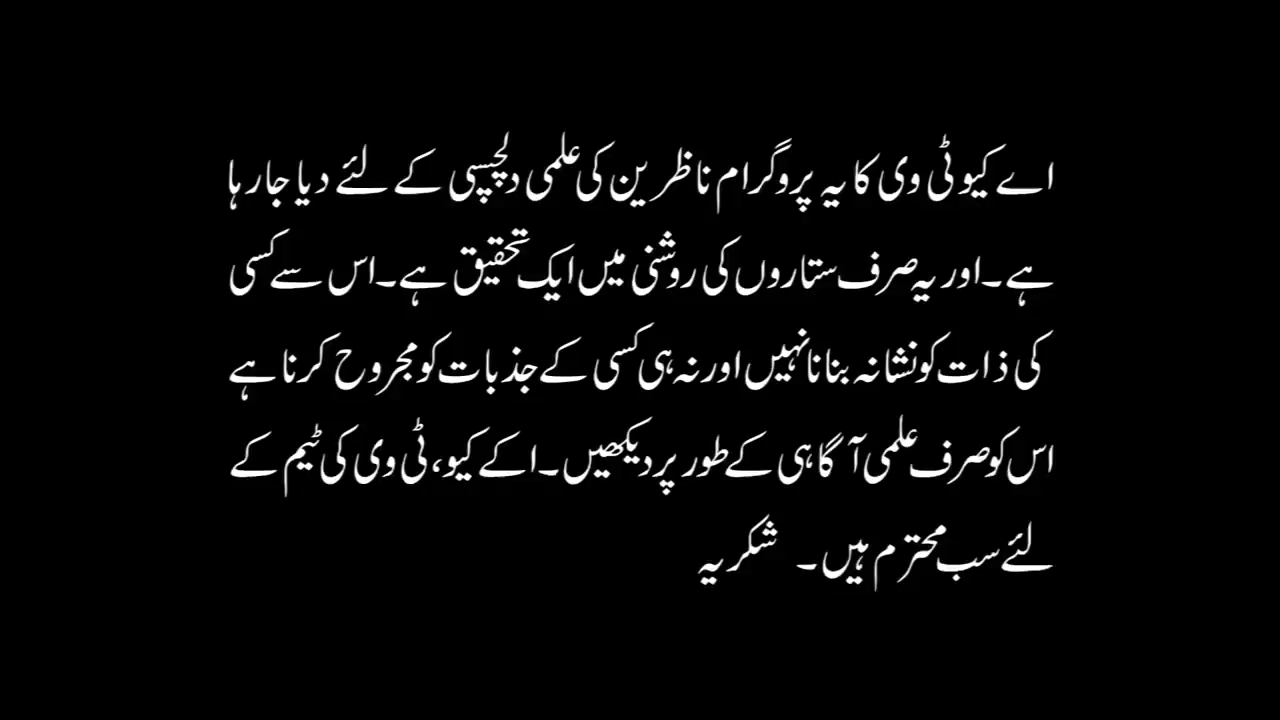 اے کیو ٹی وی کا یہ پروگرام ناظرین کی علمی دلچسپی کے لئے دیا جارہا
ہے۔ اور یہ صرف ستاروں کی روشنی میں ایک تحقیق ہے۔ اس سے کسی
کی ذات کو نشانہ بنانا نہیں اور نہ ہی کسی کے جذبات کو مجروح کرنا ہے
اس کو صرف علمی آگاہی کے طور پر دیکھیں۔ اکے کیو، ٹی وی کی ٹیم کے
لئے سب محترم ہیں۔ شکریہ